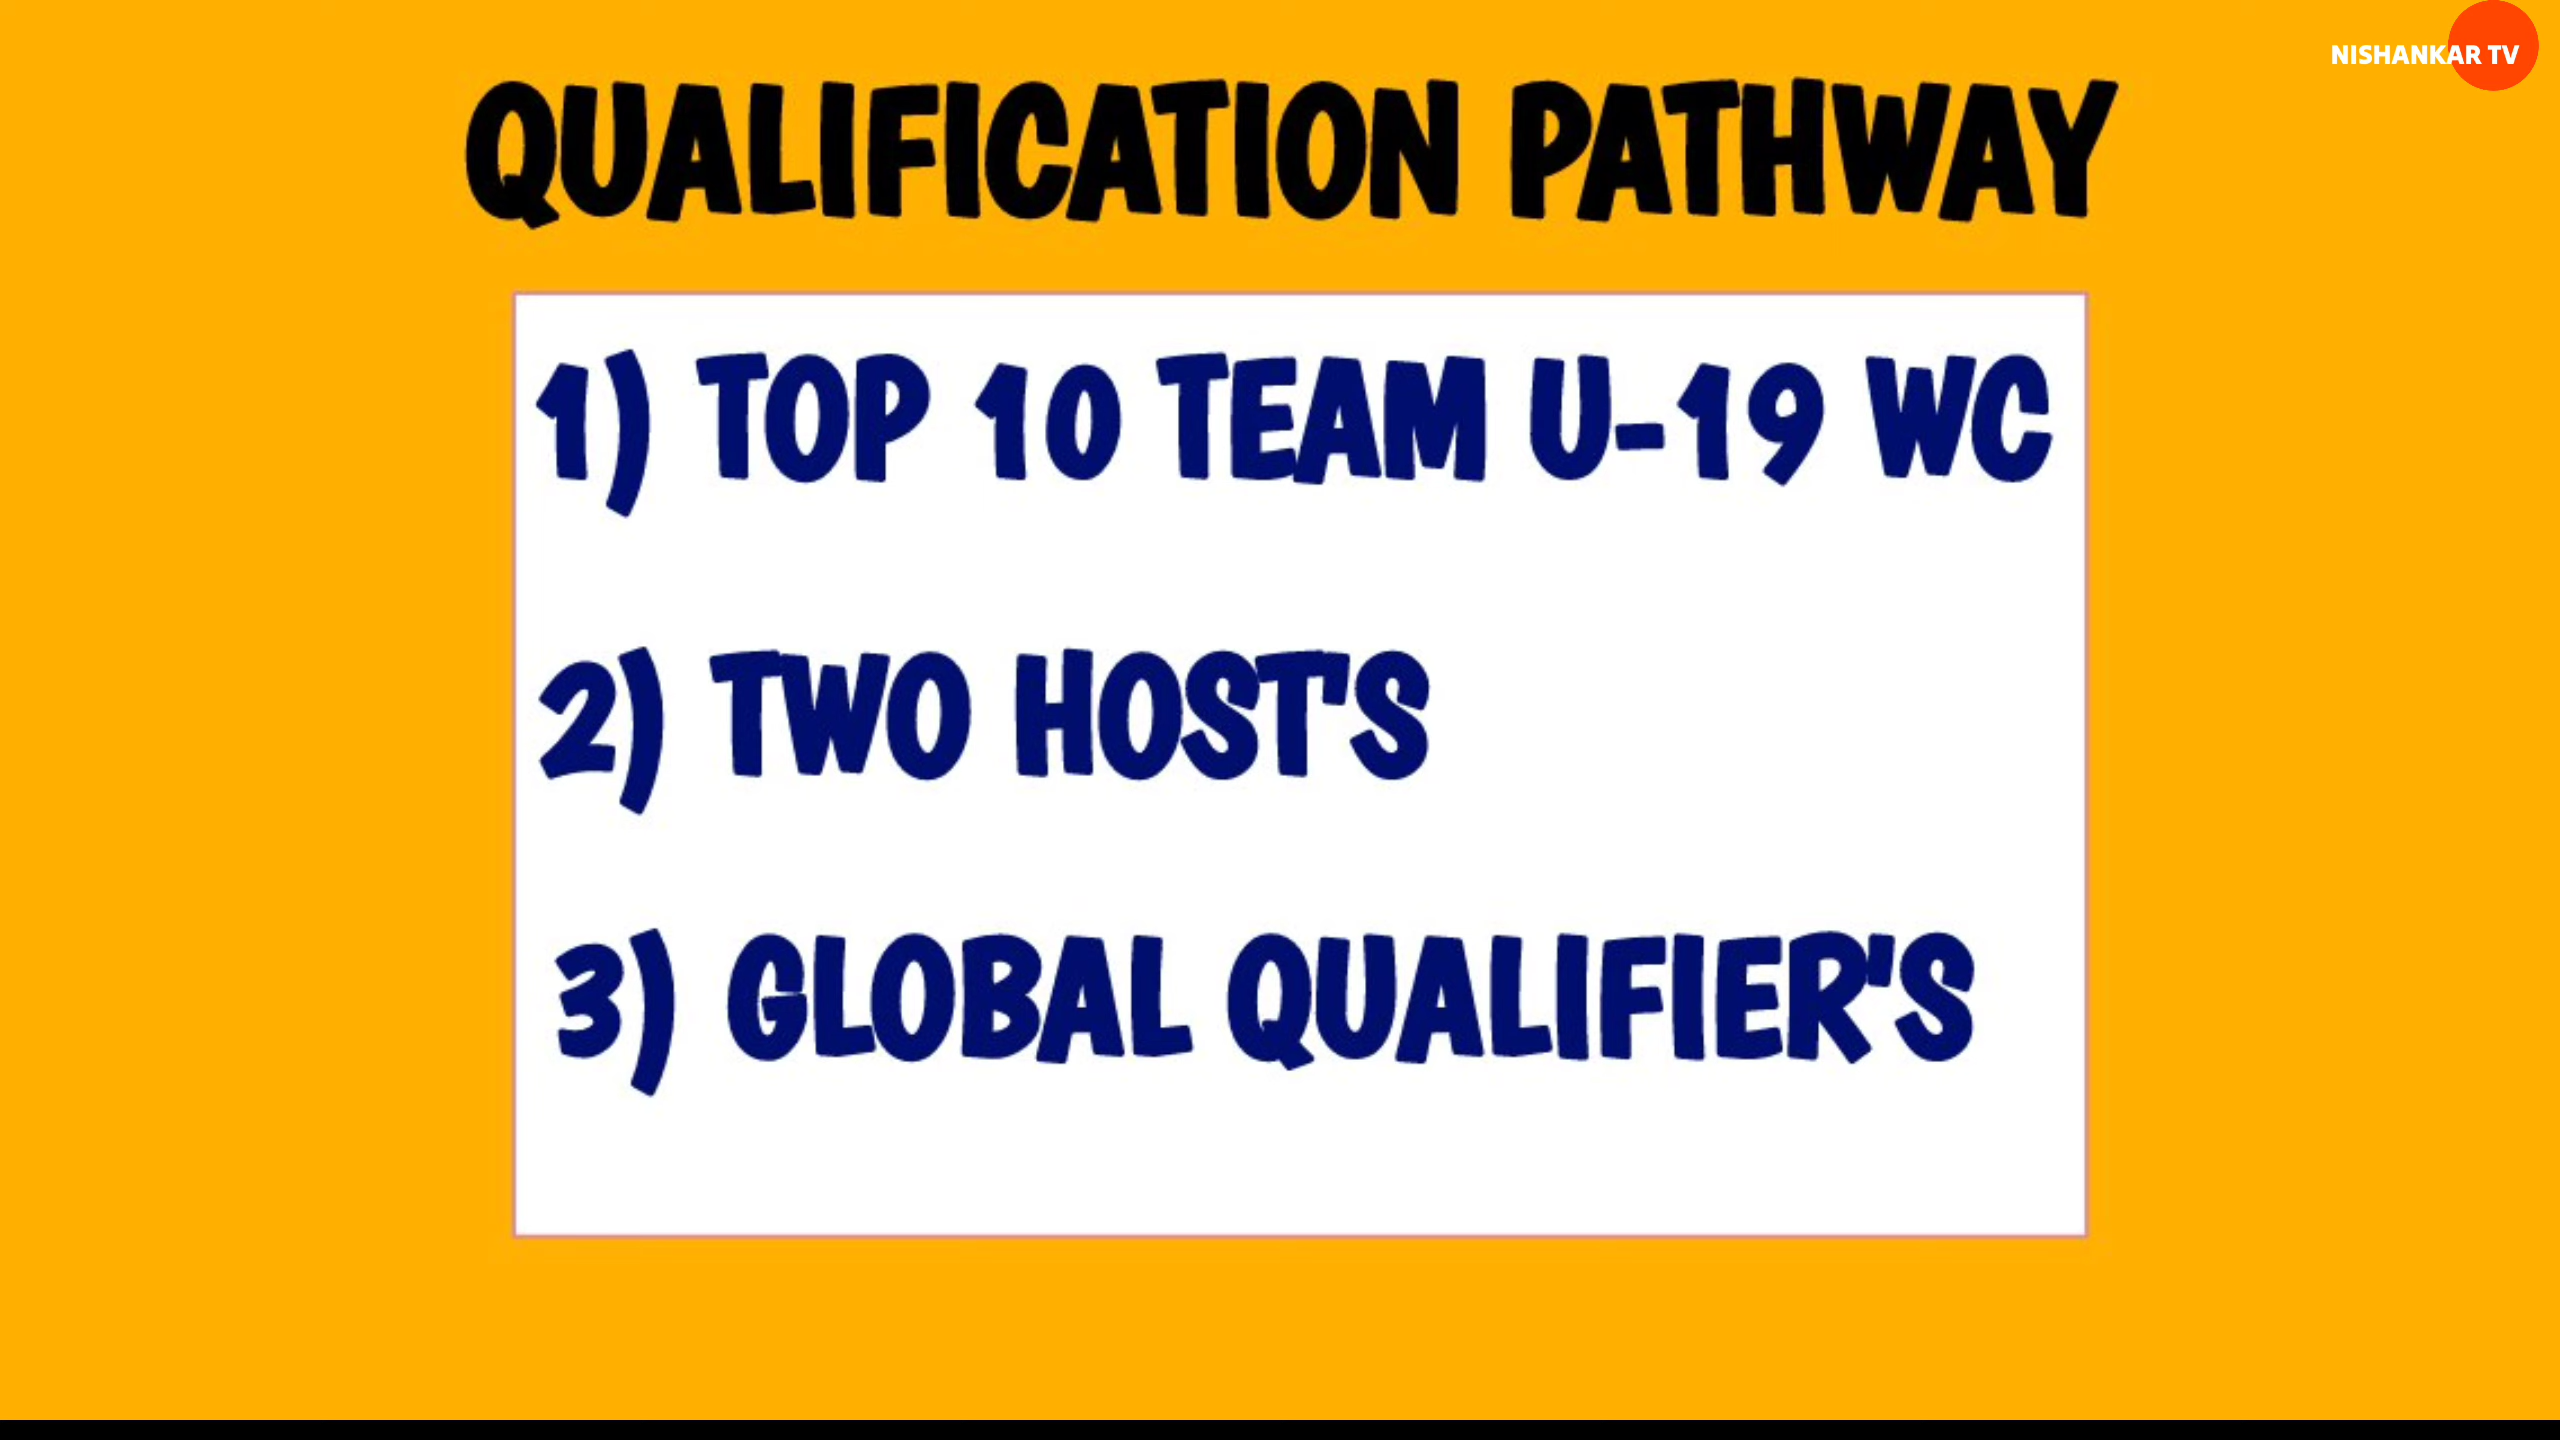 NISHANKAR TV
QUALIFICATION PATHWAY
1) TOP 10 TEAM U-19 WC
2) TWO HOST'S
3) GLOBAL QUALIFIER'S